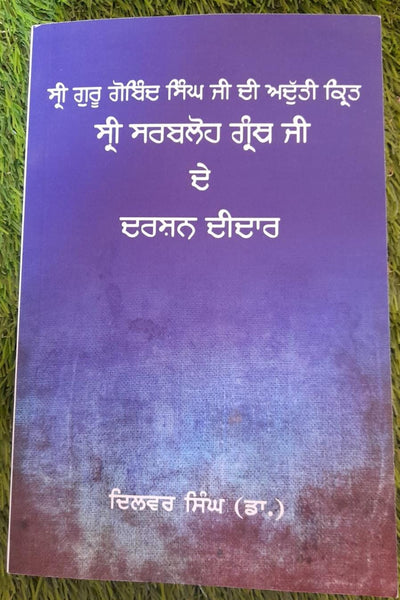 ਸ੍ਰੀ ਗੁਰੂ ਗੋਬਿੰਦ ਸਿੰਘ ਜੀ ਦੀ ਅਦੁੱਤੀ ਕ੍ਰਿਤ
ਸ੍ਰੀ ਸਰਬਲੋਹ ਗ੍ਰੰਥ ਜੀ
ਦੇ
ਦਰਸ਼ਨ ਦੀਦਾਰ
ਦਿਲਵਰ ਸਿੰਘ (ਡਾ.)